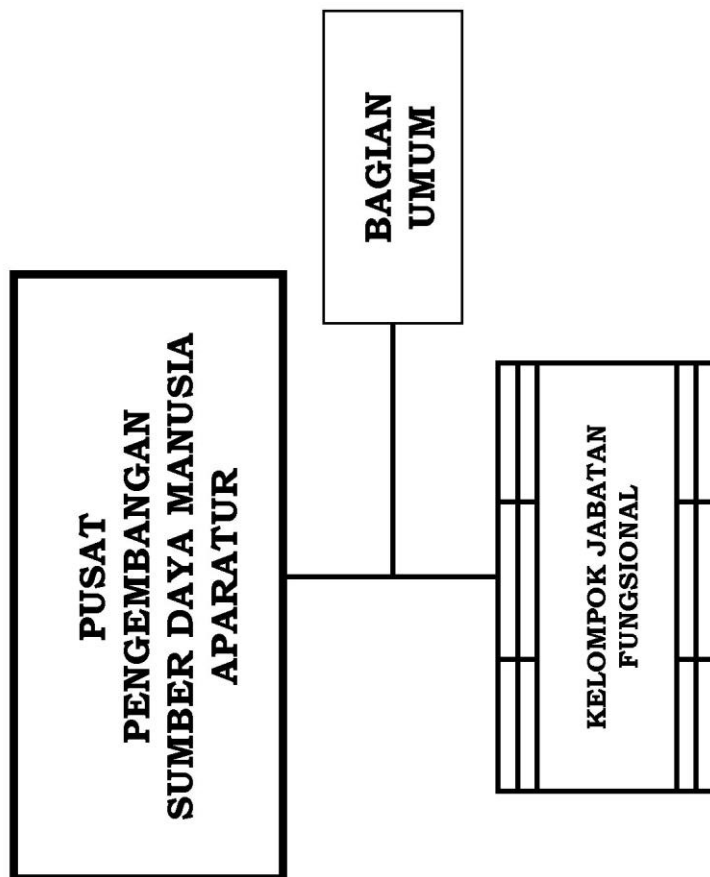 PUSAT
PENGEMBANGAN
SUMBER DAYA MANUSIA
APARATUR
BAGIAN
UMUM
KELOMPOK JABATAN
FUNGSIONAL